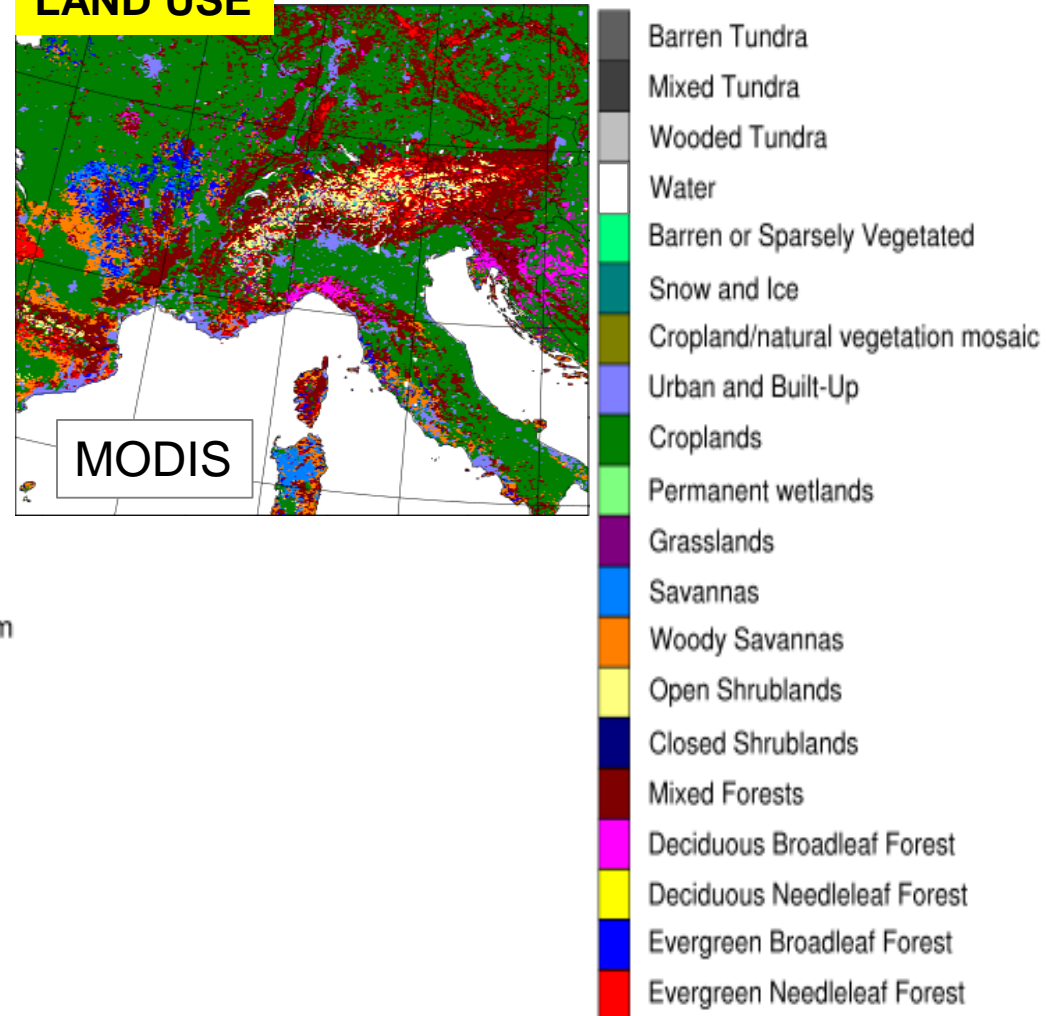 LAND USE
MODIS
m
Barren Tundra
Mixed Tundra
Wooded Tundra
Water
Barren or Sparsely Vegetated
Snow and Ice
Cropland/natural vegetation mosaic
Urban and Built-Up
Croplands
Permanent wetlands
Grasslands
Savannas
Woody Savannas
Open Shrublands
Closed Shrublands
Mixed Forests
Deciduous Broadleaf Forest
Deciduous Needleleaf Forest
Evergreen Broadleaf Forest
Evergreen Needleleaf Forest